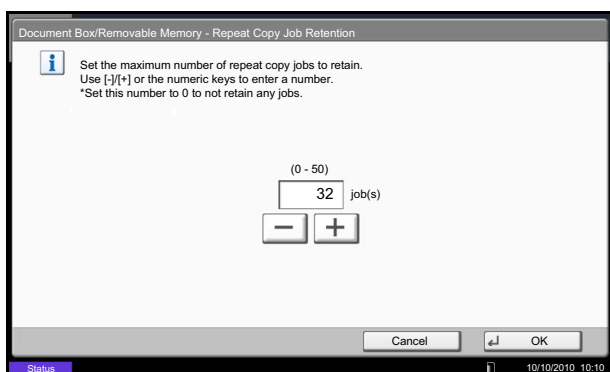 Document Box/Removable Memory - Repeat Copy Job Retention
Set the maximum number of repeat copy jobs to retain.
Use [-]/[+] or the numeric keys to enter a number.
*Set this number to 0 to not retain any jobs.
(0 - 50)
32 job(s)
Cancel OK
Status 10/10/2010 10:10